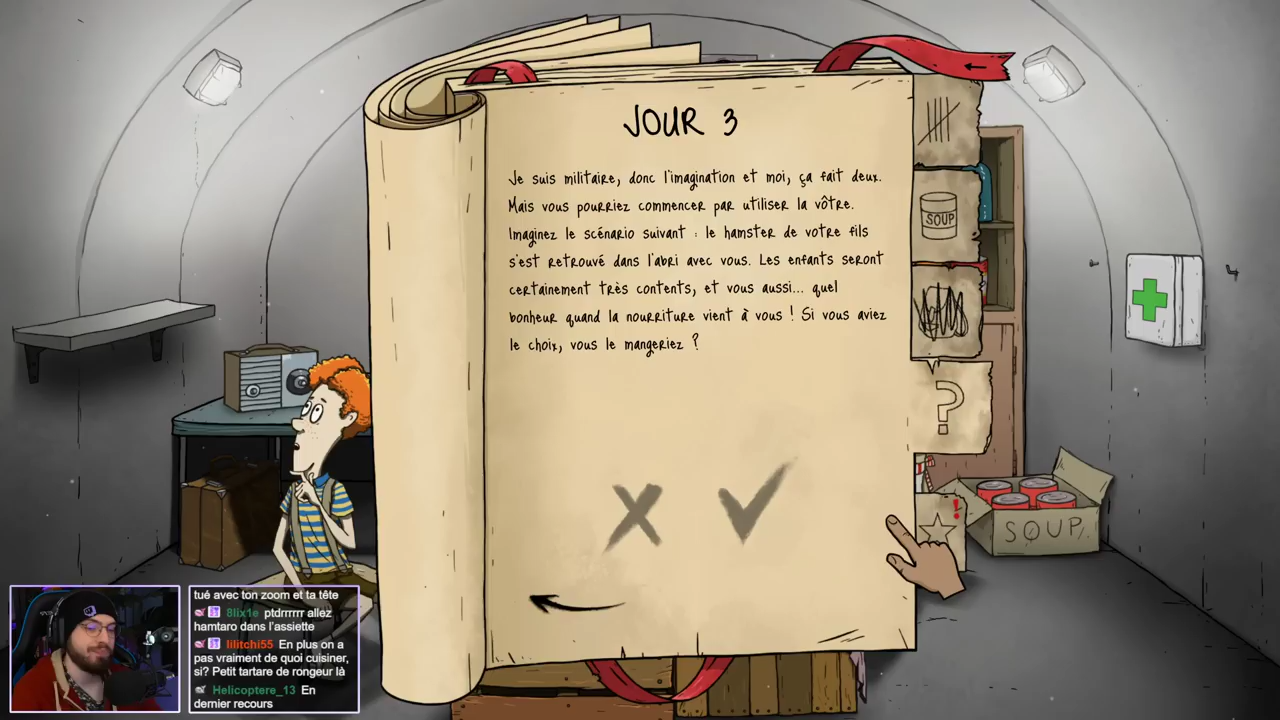 JOUR 3
Je suis militaire, donc l'imagination et moi, ça fait deux.
Mais vous pourriez commencer par utiliser la vôtre.
Imaginez le scénario suivant : le hamster de votre fils
s'est retrouvé dans l'abri avec vous. Les enfants seront
certainement très contents, et vous aussi... quel
bonheur quand la nourriture vient à vous ! Si vous aviez
le choix, vous le mangeriez ?
SOUP
?
!
SOUP
tué avec ton zoom et ta tête
8lix1e ptdrrrrr allez
hamtaro dans l'assiette
lilitchi55 En plus on a
pas vraiment de quoi cuisiner,
si? Petit tartare de rongeur là
Helicoptere_13 En
dernier recours